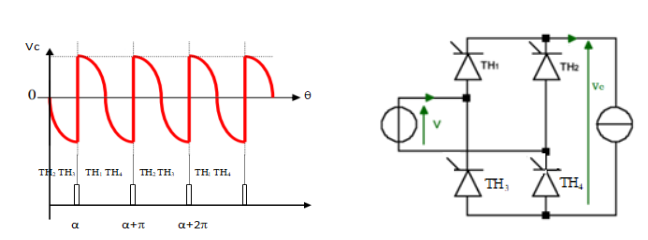 Vc
0
θ
TH₂ TH₃ TH₁ TH₄ TH₂ TH₃ TH₁ TH₄
α α+π α+2π
TH₁ TH₂
vc
V
TH₃ TH₄